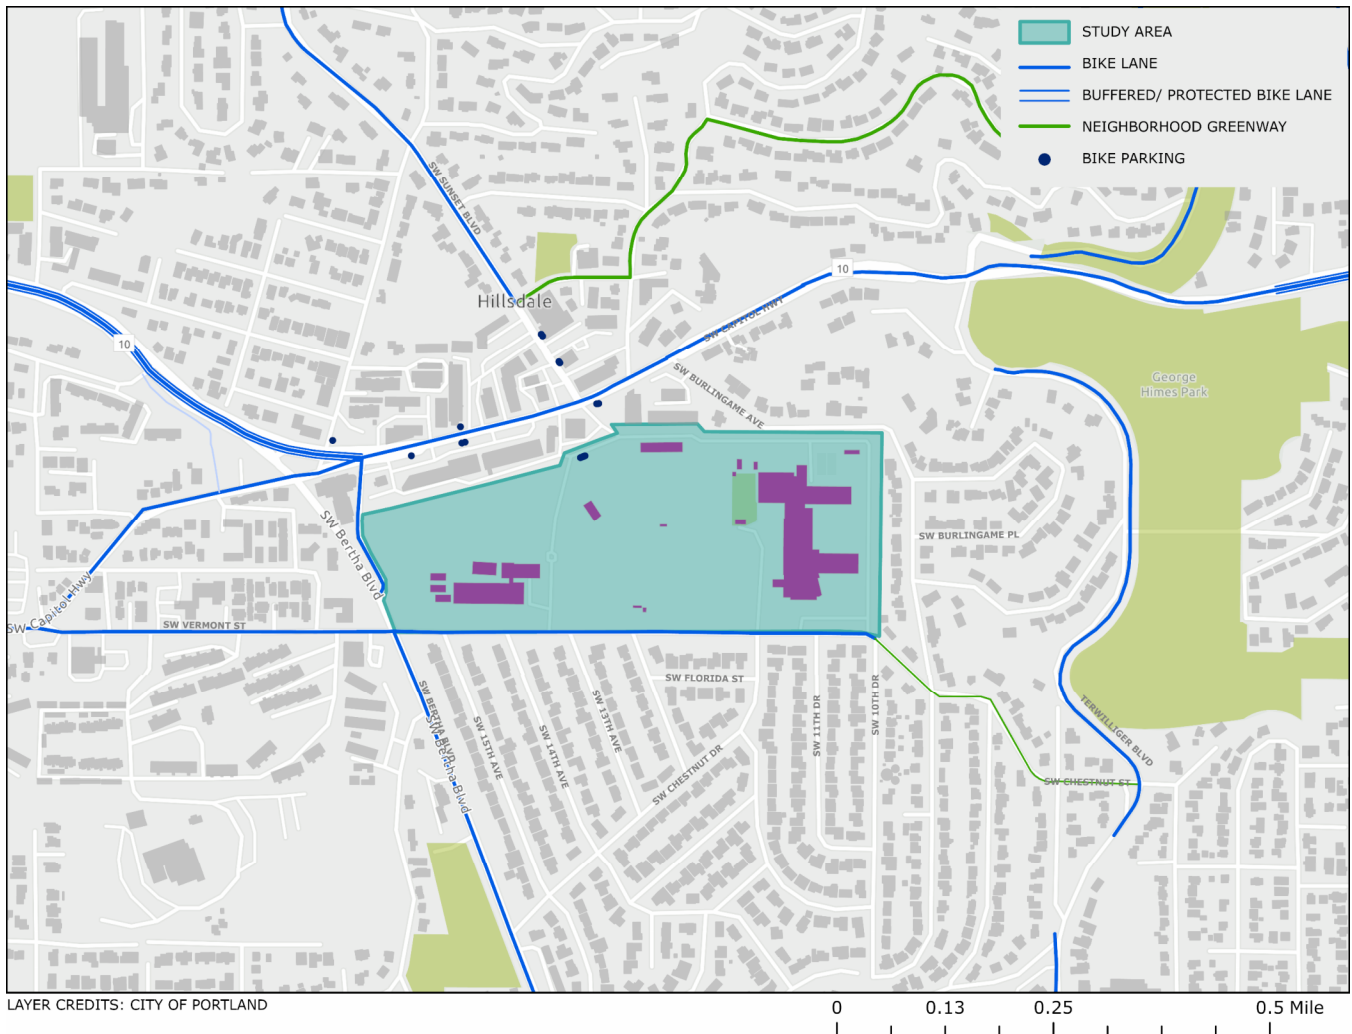 STUDY AREA
BIKE LANE
BUFFERED/ PROTECTED BIKE LANE
NEIGHBORHOOD GREENWAY
BIKE PARKING
SW SUNSET BLVD
10
Hillsdale
SW CAPITOL HWY
10
SW BURLINGAME AVE
George
Himes Park
SW Bertha Blvd
SW BURLINGAME PL
SW Capitol Hwy
SW VERMONT ST
SW FLORIDA ST
SW BERTHA BLVD
SW Bertha Blvd
SW 15TH AVE
SW 14TH AVE
SW 13TH AVE
SW CHESTNUT DR
SW 11TH DR
SW 10TH DR
TERWILLIGER BLVD
SW CHESTNUT ST
LAYER CREDITS: CITY OF PORTLAND
0 0.13 0.25 0.5 Mile